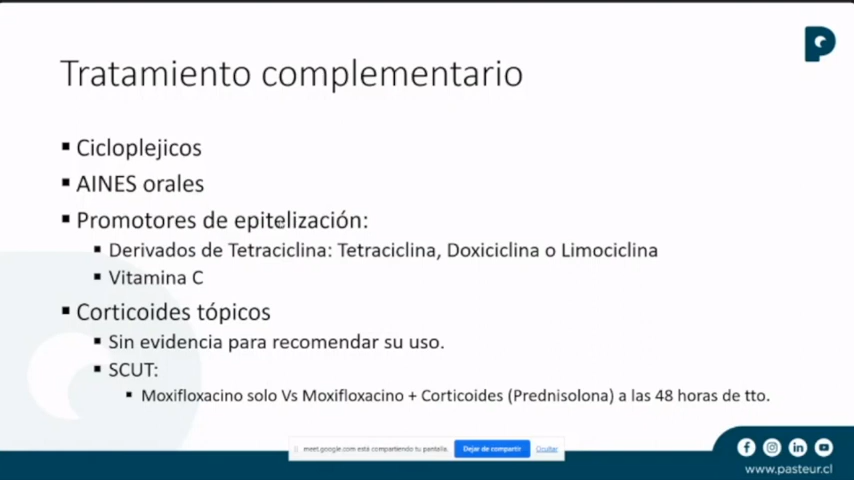 Tratamiento complementario
▪ Cicloplejicos
▪ AINES orales
▪ Promotores de epitelización:
▪ Derivados de Tetraciclina: Tetraciclina, Doxiciclina o Limociclina
▪ Vitamina C
▪ Corticoides tópicos
▪ Sin evidencia para recomendar su uso.
▪ SCUT:
▪ Moxifloxacino solo Vs Moxifloxacino + Corticoides (Prednisolona) a las 48 horas de tto.
meet.google.com está compartiendo tu pantalla. Dejar de compartir Ocultar
www.pasteur.cl